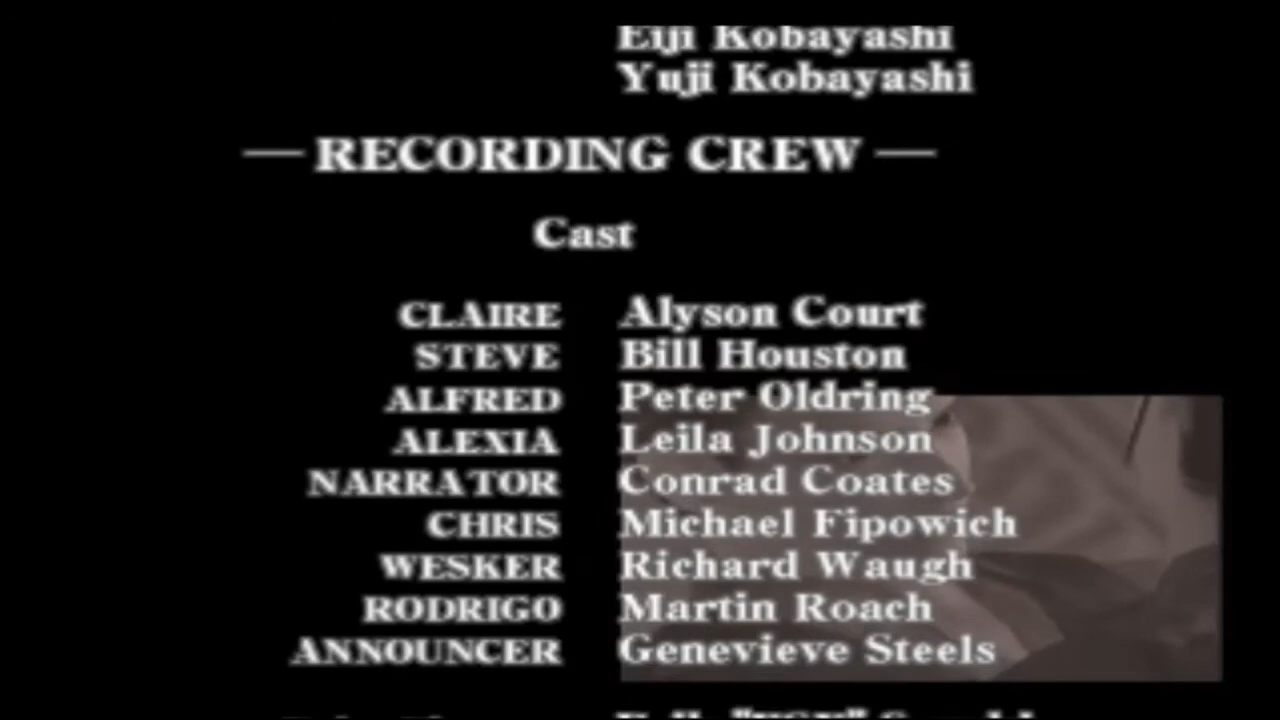 Eiji Kobayashi
Yuji Kobayashi
— RECORDING CREW —
Cast
CLAIRE Alyson Court
STEVE Bill Houston
ALFRED Peter Oldring
ALEXIA Leila Johnson
NARRATOR Conrad Coates
CHRIS Michael Fipowich
WESKER Richard Waugh
RODRIGO Martin Roach
ANNOUNCER Genevieve Steels